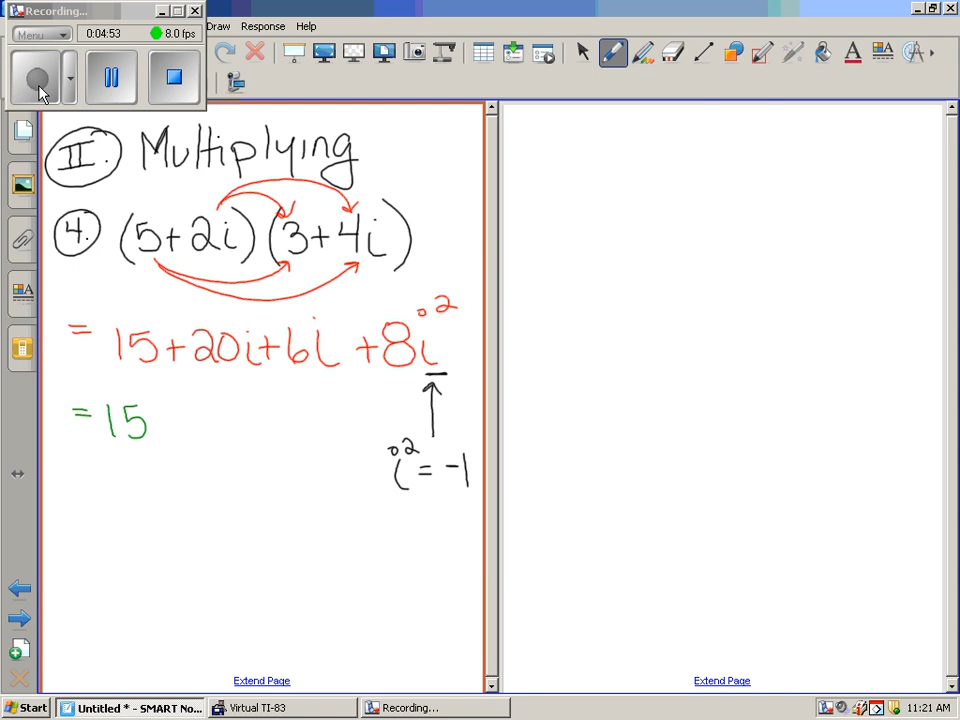 Recording...
Menu 0:04:53 8.0 fps
Draw Response Help
II. Multiplying
4. (5+2i)(3+4i)
= 15+20i+6i+8i²
= 15
i² = -1
Extend Page Extend Page
Start Untitled * - SMART No... Virtual TI-83 Recording... 11:21 AM